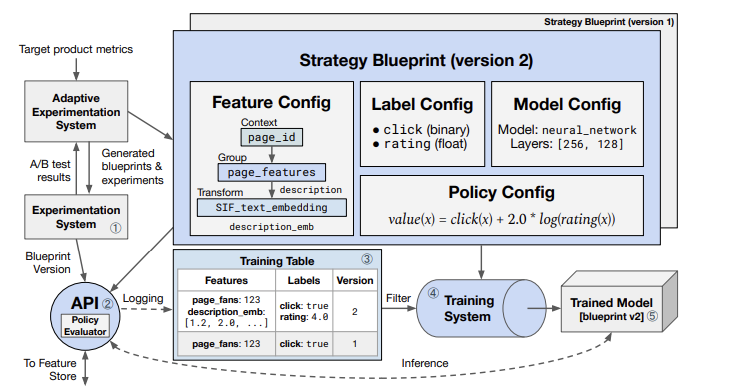 Strategy Blueprint (version 1)
Target product metrics
Strategy Blueprint (version 2)
Adaptive
Experimentation
System
Feature Config
Context
page_id
Group
page_features
Transform
description
SIF_text_embedding
description_emb
Label Config
● click (binary)
● rating (float)
Model Config
Model: neural_network
Layers: [256, 128]
Policy Config
value(x) = click(x) + 2.0 * log(rating(x))
A/B test
results
Generated
blueprints &
experiments
Experimentation
System ①
Blueprint
Version
API ②
Policy
Evaluator
Logging
To Feature
Store
Training Table ③
Features Labels Version
page_fans: 123
description_emb:
[1.2, 2.0, ...]
click: true
rating: 4.0
2
page_fans: 123 click: true 1
Filter
④ Training
System
Trained Model
[blueprint v2] ⑤
Inference